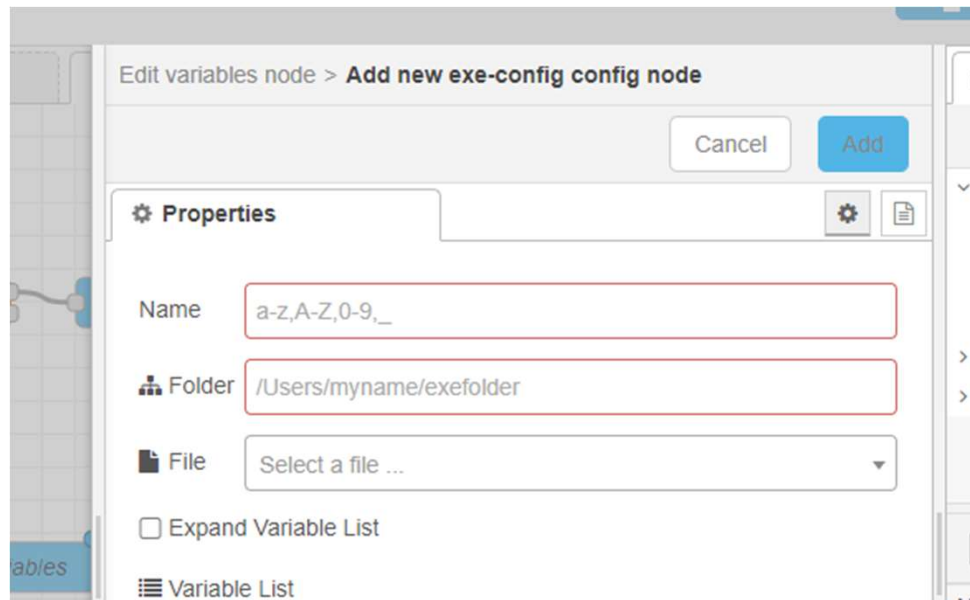 Edit variables node > Add new exe-config config node
Cancel Add
Properties
Name a-z,A-Z,0-9,_
Folder /Users/myname/exefolder
File Select a file ...
Expand Variable List
ables
Variable List